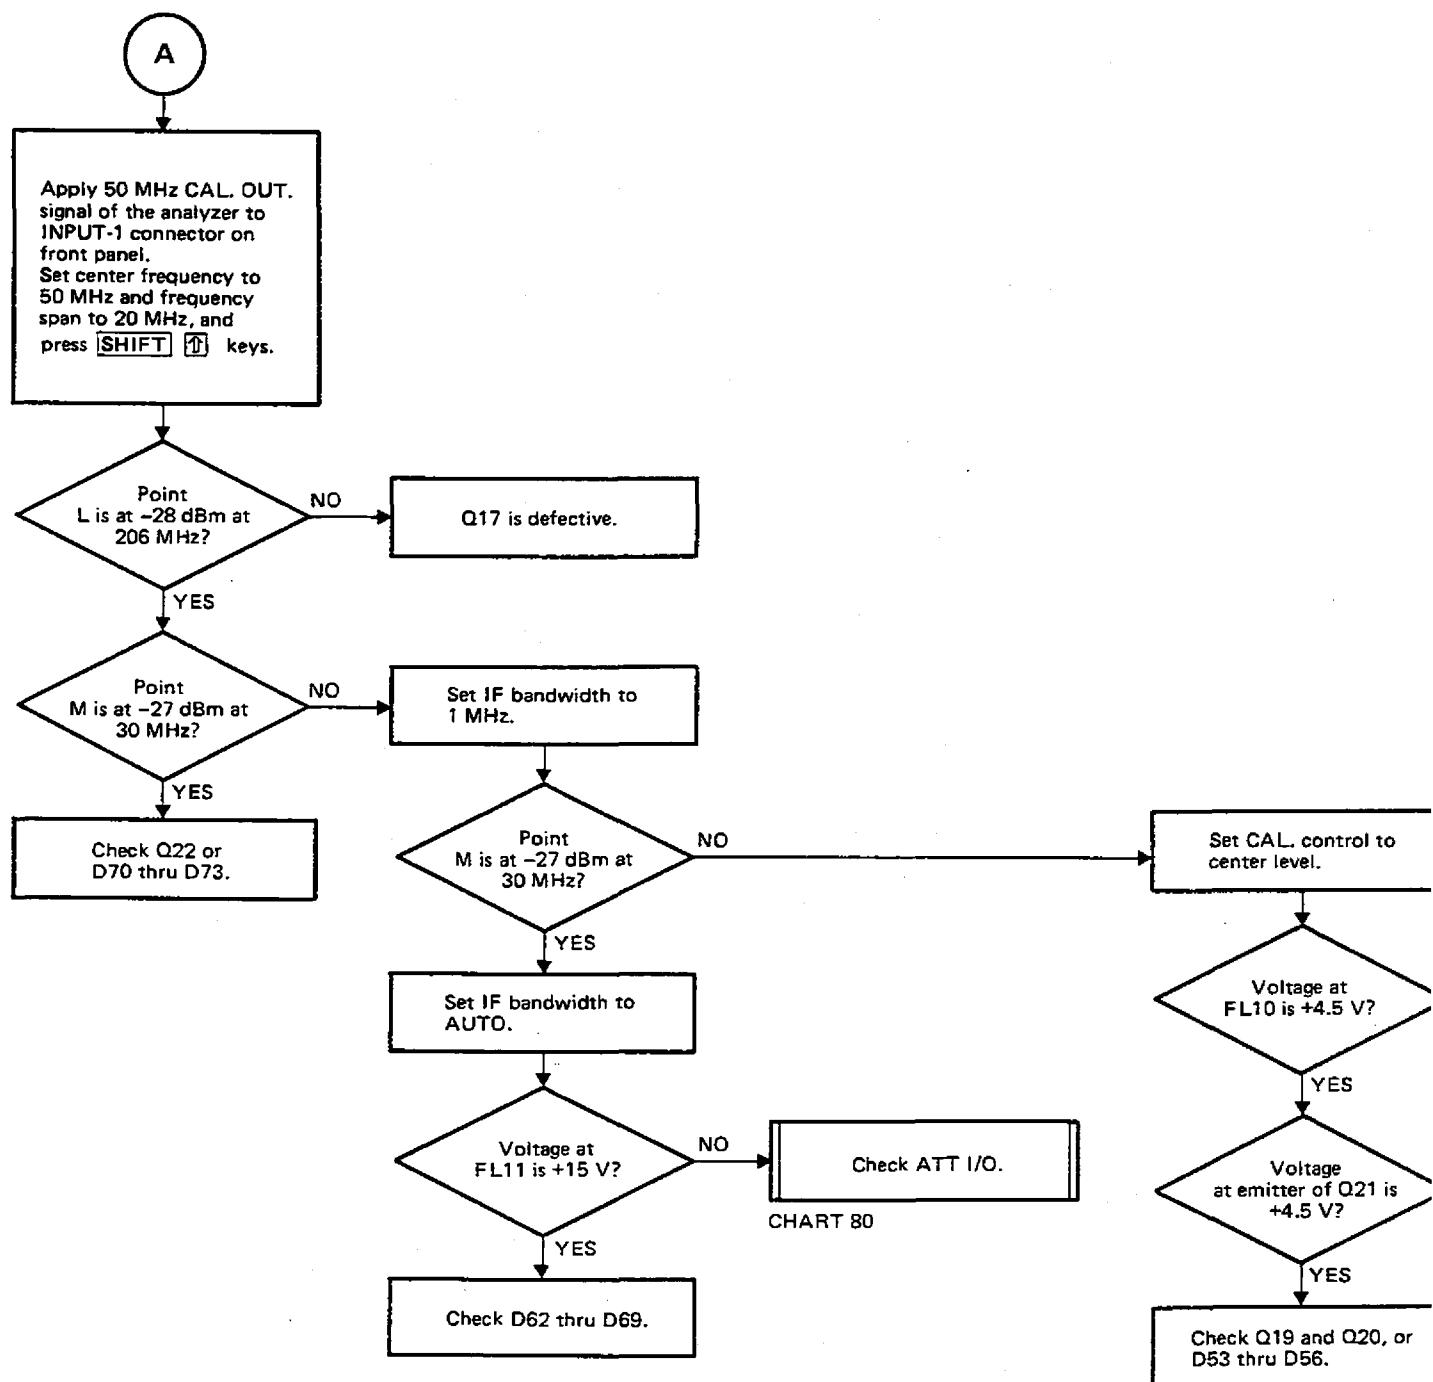 A
Apply 50 MHz CAL. OUT.
signal of the analyzer to
INPUT-1 connector on
front panel.
Set center frequency to
50 MHz and frequency
span to 20 MHz, and
press SHIFT ⇧ keys.
Point
L is at –28 dBm at
206 MHz?
NO
Q17 is defective.
YES
Point
M is at –27 dBm at
30 MHz?
NO
Set IF bandwidth to
1 MHz.
YES
Check Q22 or
D70 thru D73.
Point
M is at –27 dBm at
30 MHz?
NO
Set CAL. control to
center level.
YES
Set IF bandwidth to
AUTO.
Voltage at
FL10 is +4.5 V?
YES
Voltage at
FL11 is +15 V?
NO
Check ATT I/O.
CHART 80
YES
Check D62 thru D69.
Voltage
at emitter of Q21 is
+4.5 V?
YES
Check Q19 and Q20, or
D53 thru D56.